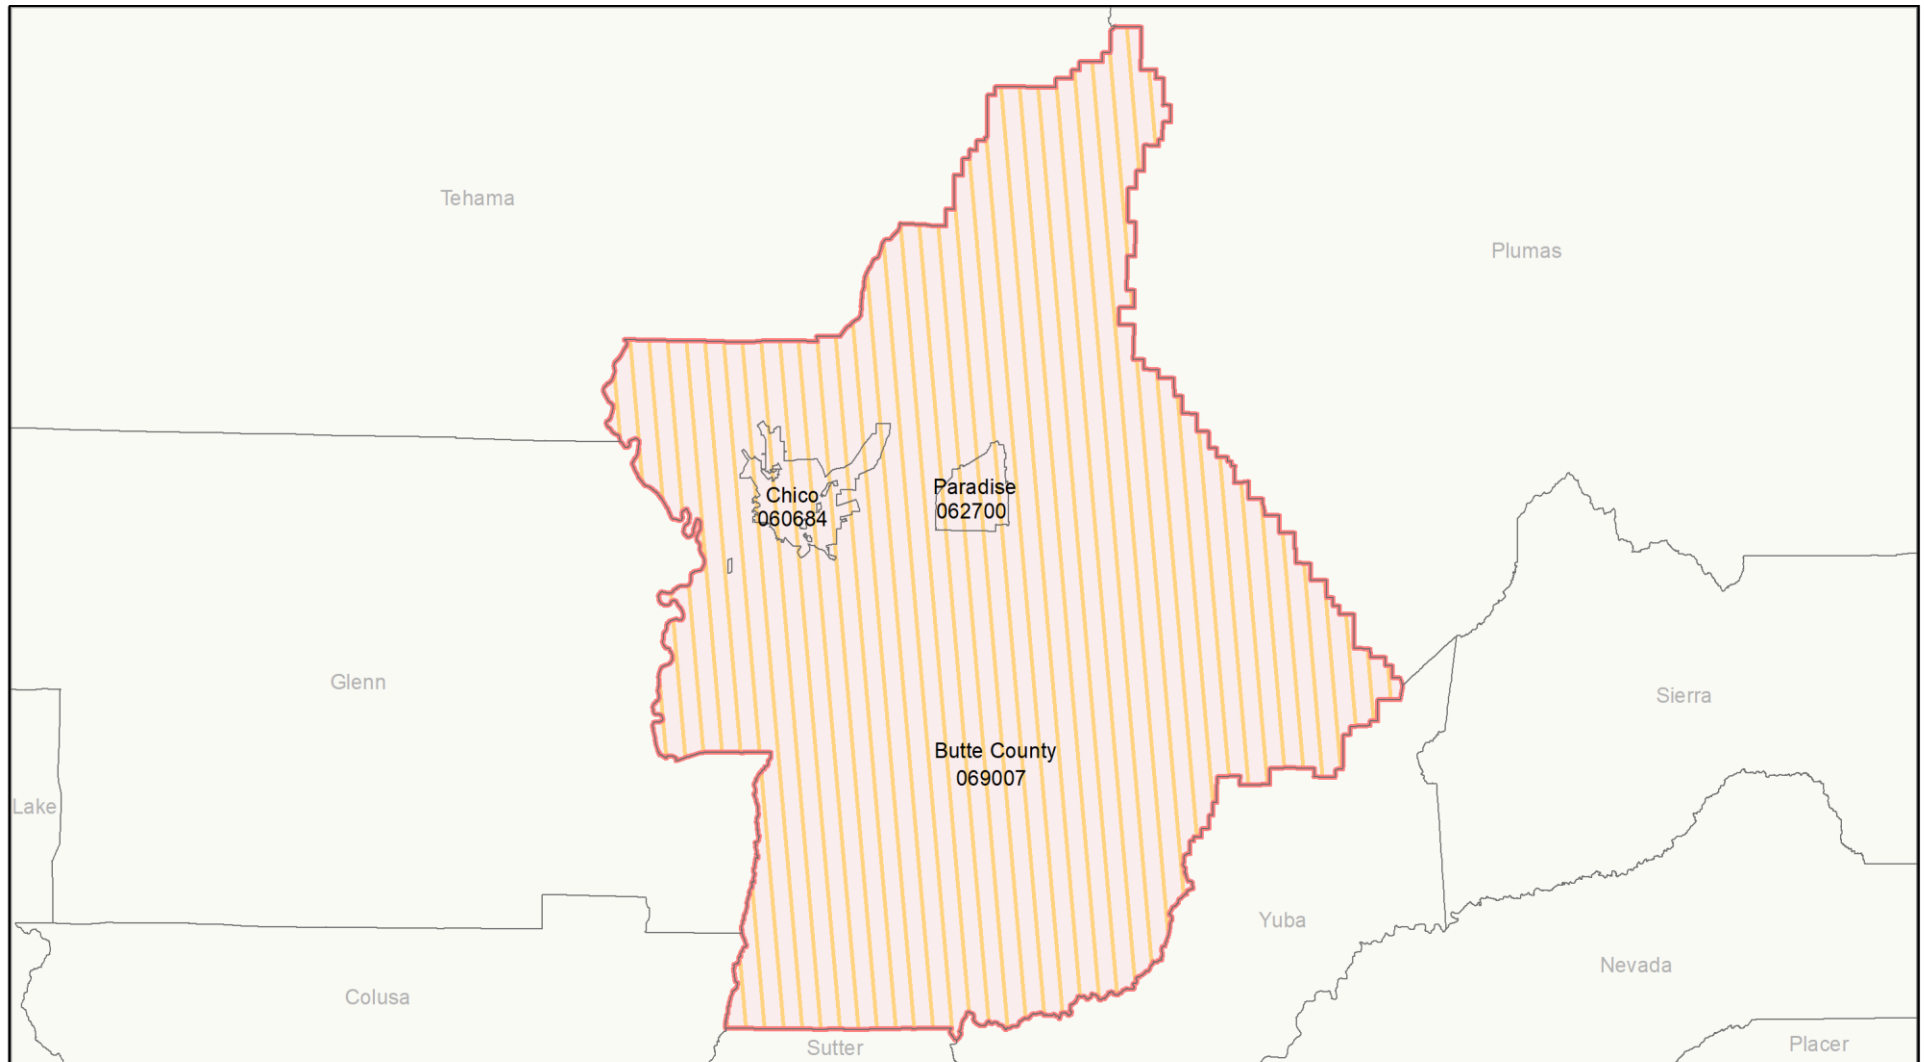 Tehama
Plumas
Chico
060684
Paradise
062700
Glenn
Sierra
Butte County
069007
Lake
Yuba
Nevada
Colusa
Sutter
Placer